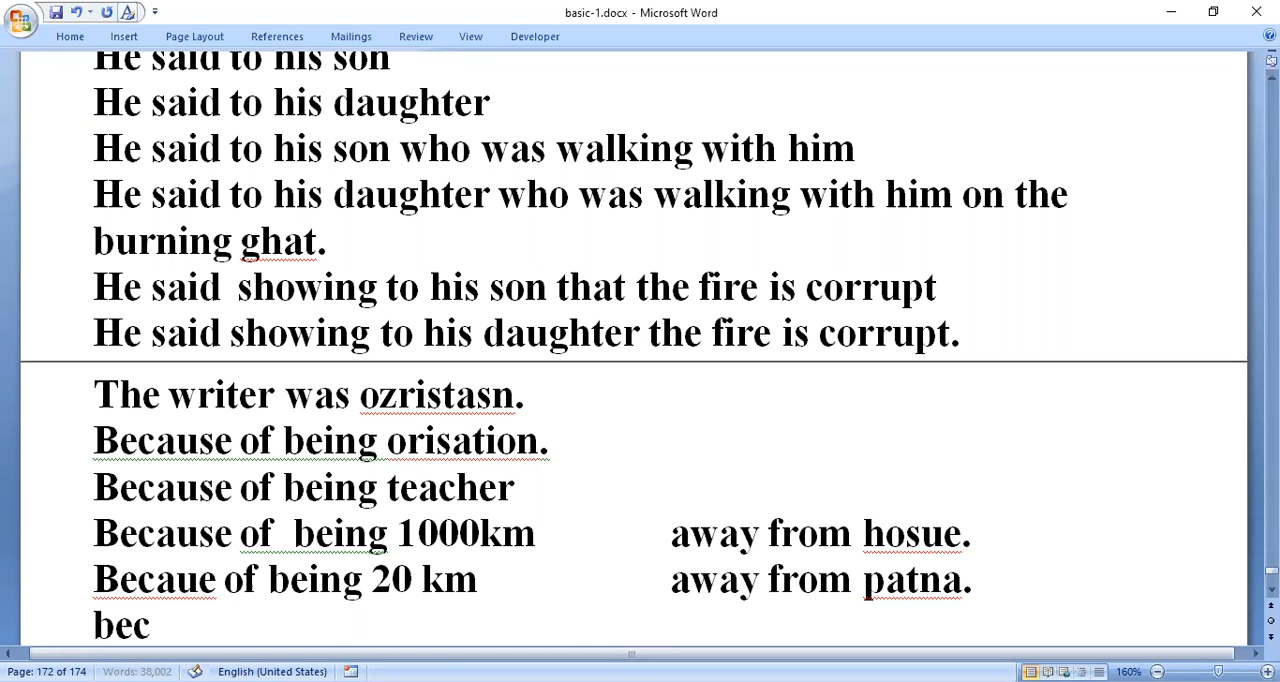 basic-1.docx - Microsoft Word
Home Insert Page Layout References Mailings Review View Developer
He said to his son
He said to his daughter
He said to his son who was walking with him
He said to his daughter who was walking with him on the
burning ghat.
He said  showing to his son that the fire is corrupt
He said showing to his daughter the fire is corrupt.
The writer was ozristasn.
Because of being orisation.
Because of being teacher
Because of  being 1000km away from hosue.
Becaue of being 20 km away from patna.
bec
Page: 172 of 174 Words: 38,002 English (United States) 160%